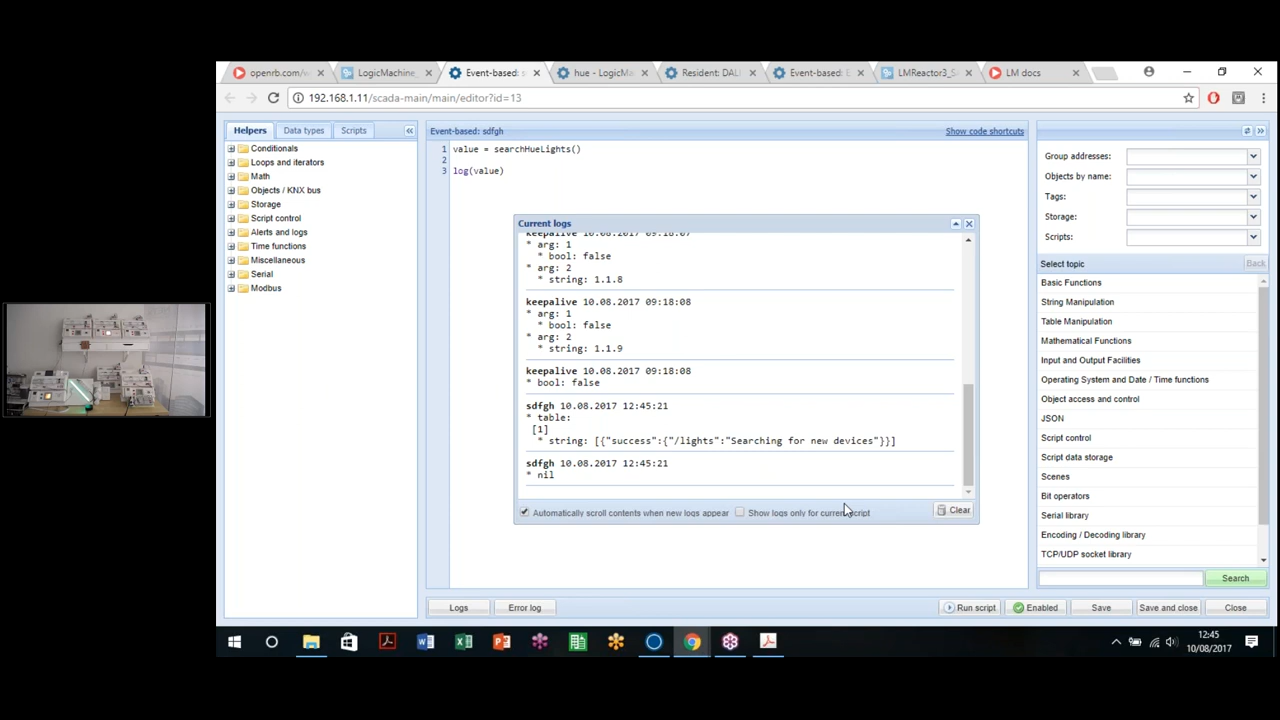 openrb.com/w
LogicMachine
Event-based: s
hue - LogicMa
Resident: DAL
Event-based: E
LMReactor3_S
LM docs
192.168.1.11/scada-main/main/editor?id=13
Helpers
Data types
Scripts
Event-based: sdfgh
Show code shortcuts
Conditionals
Loops and iterators
Math
Objects / KNX bus
Storage
Script control
Alerts and logs
Time functions
Miscellaneous
Serial
Modbus
1 value = searchHueLights()
2
3 log(value)
Current logs
keepalive 10.08.2017 09:18:07
* arg: 1
* bool: false
* arg: 2
* string: 1.1.8
keepalive 10.08.2017 09:18:08
* arg: 1
* bool: false
* arg: 2
* string: 1.1.9
keepalive 10.08.2017 09:18:08
* bool: false
sdfgh 10.08.2017 12:45:21
* table:
[1]
* string: [{"success":{"/lights":"Searching for new devices"}}]
sdfgh 10.08.2017 12:45:21
* nil
Automatically scroll contents when new logs appear
Show logs only for current script
Clear
Group addresses:
Objects by name:
Tags:
Storage:
Scripts:
Select topic
Back
Basic Functions
String Manipulation
Table Manipulation
Mathematical Functions
Input and Output Facilities
Operating System and Date / Time functions
Object access and control
JSON
Script control
Script data storage
Scenes
Bit operators
Serial library
Encoding / Decoding library
TCP/UDP socket library
Search
Logs
Error log
Run script
Enabled
Save
Save and close
Close
12:45
10/08/2017